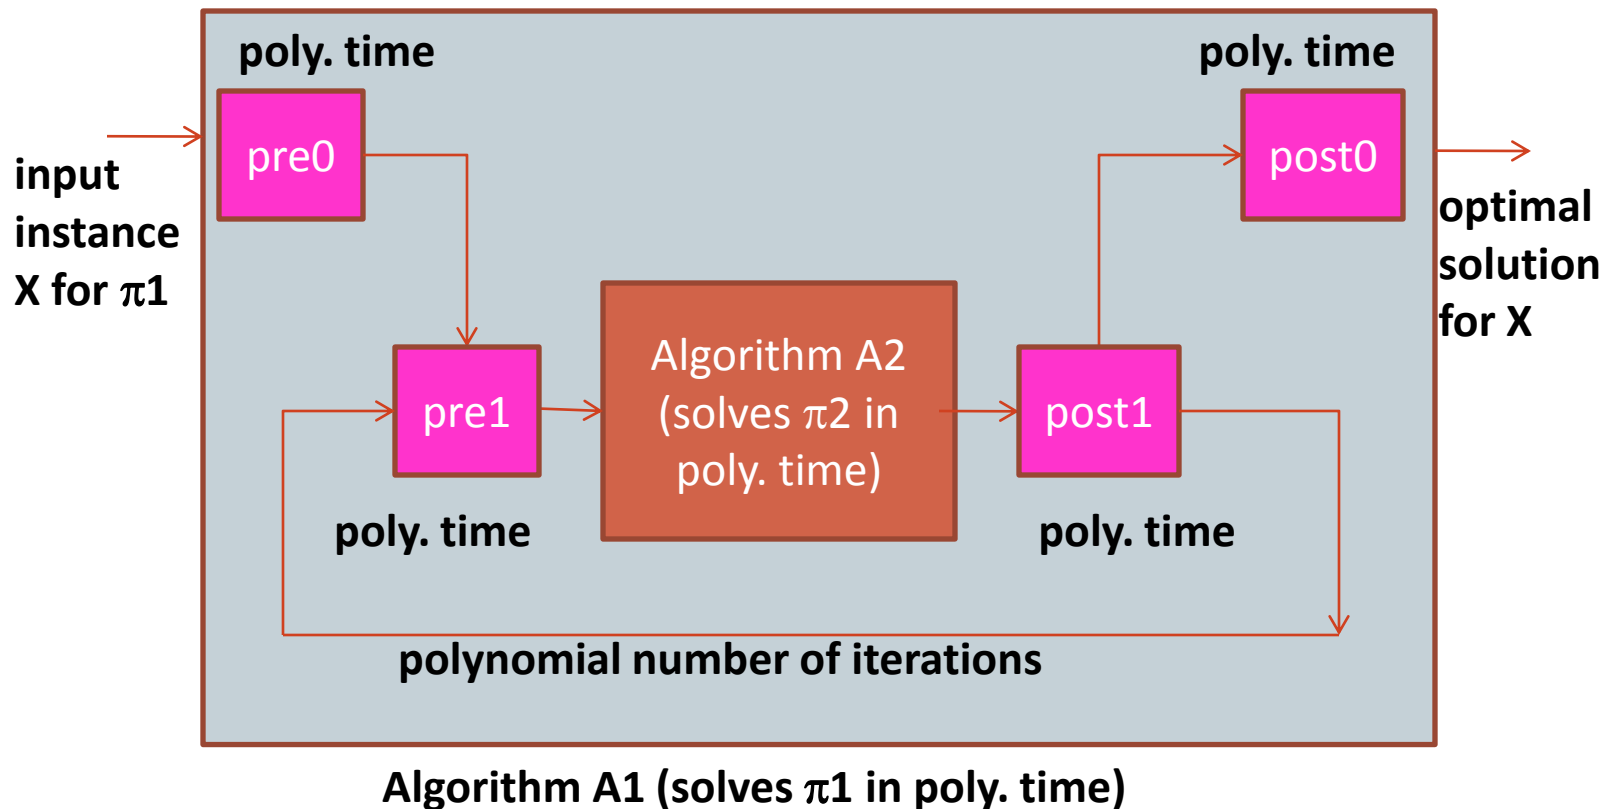 poly. time
poly. time
pre0
post0
input
instance
X for π1
optimal
solution
for X
Algorithm A2
(solves π2 in
poly. time)
pre1
post1
poly. time
poly. time
polynomial number of iterations
Algorithm A1 (solves π1 in poly. time)